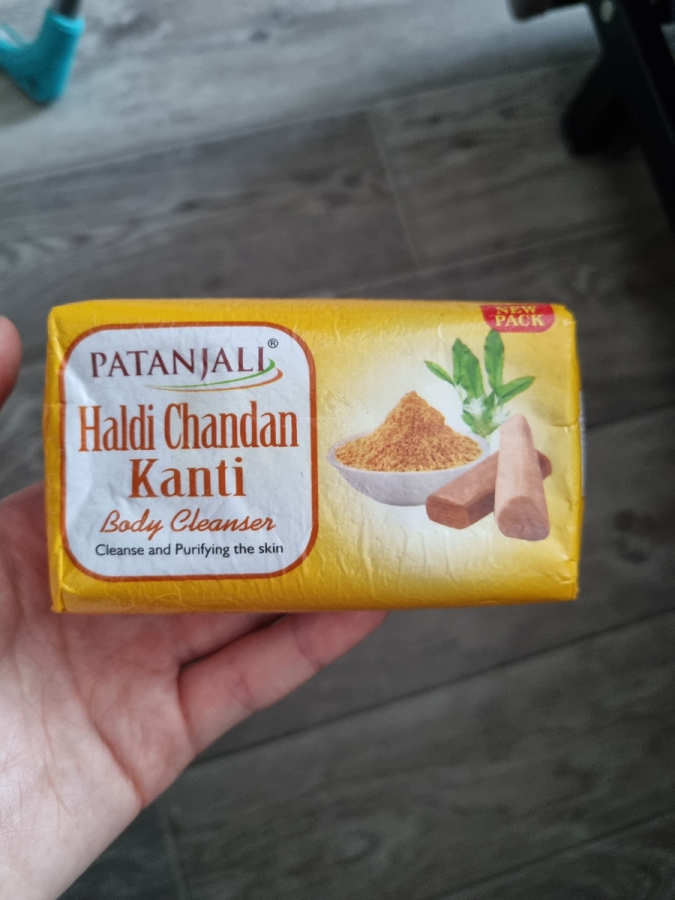 NEW
PACK
PATANJALI®
Haldi Chandan
Kanti
Body Cleanser
Cleanse and Purifying the skin